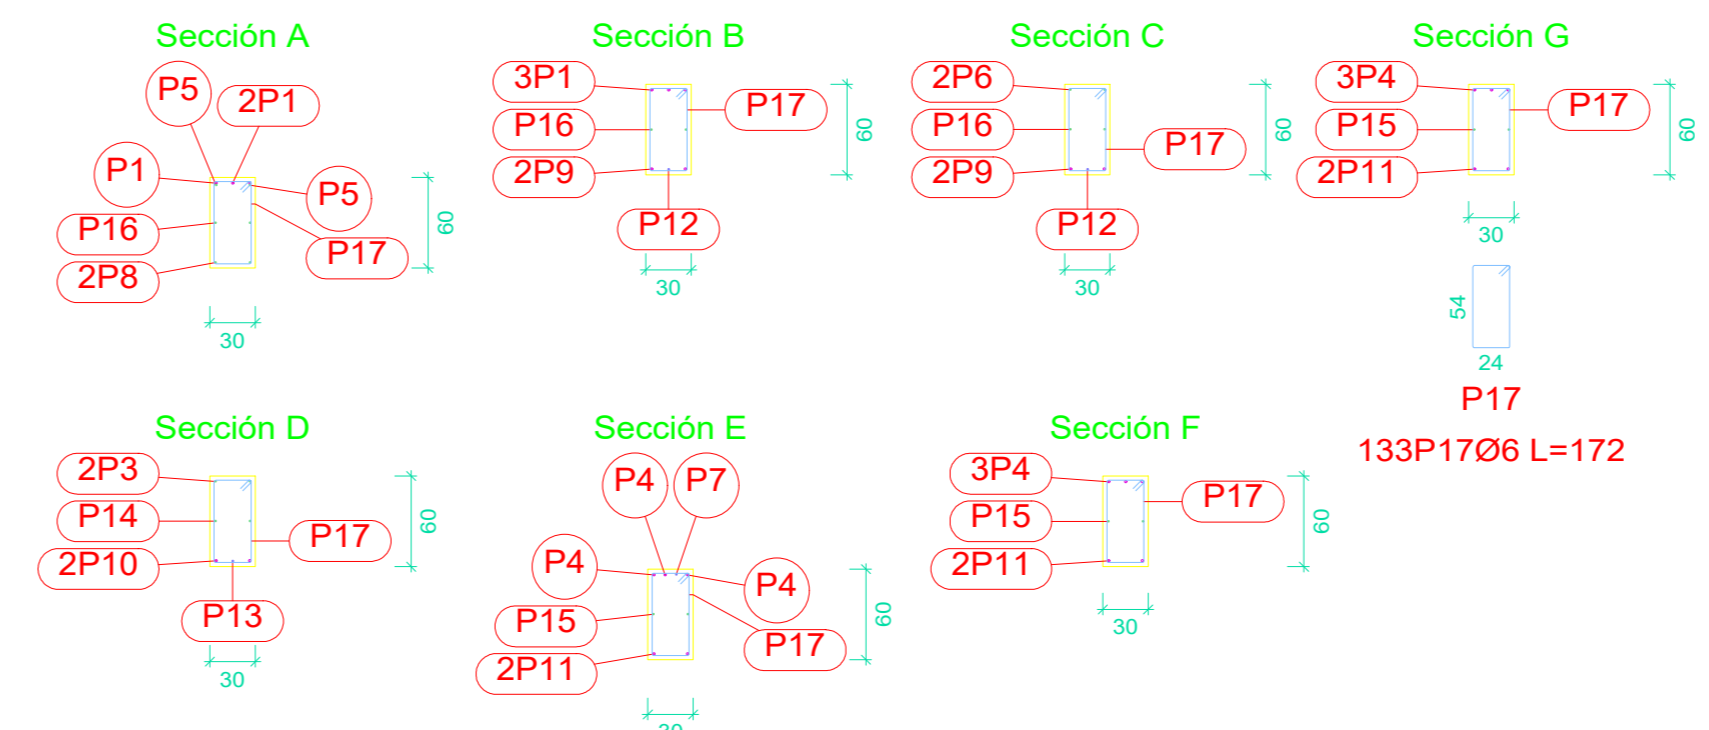 Sección A
P5
2P1
P1
P5
P16
P17
2P8
60
30
Sección B
3P1
P17
P16
2P9
P12
60
30
Sección C
2P6
P16
P17
2P9
P12
60
30
Sección G
3P4
P17
P15
2P11
60
30
54
24
P17
133P17Ø6 L=172
Sección D
2P3
P14
P17
2P10
P13
60
30
Sección E
P4
P7
P4
P4
P15
P17
2P11
60
30
Sección F
3P4
P17
P15
2P11
60
30